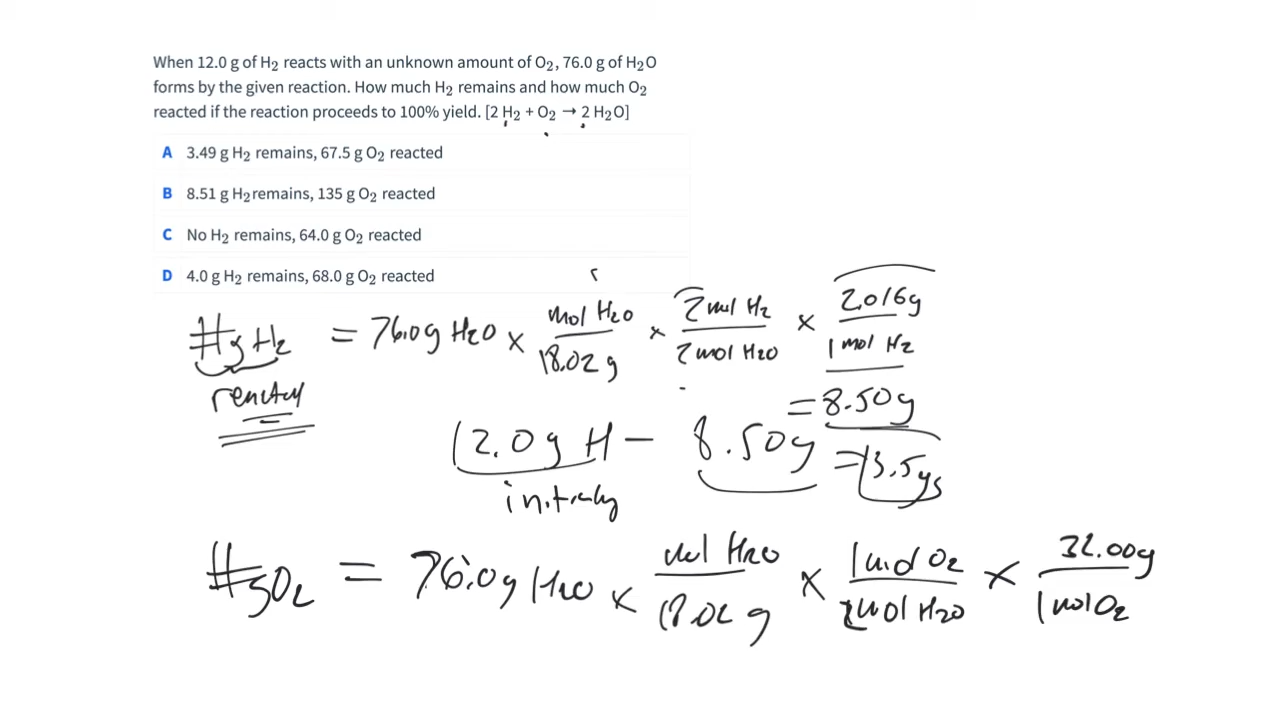 When 12.0 g of H₂ reacts with an unknown amount of O₂, 76.0 g of H₂O
forms by the given reaction. How much H₂ remains and how much O₂
reacted if the reaction proceeds to 100% yield. [2 H₂ + O₂ → 2 H₂O]
A 3.49 g H₂ remains, 67.5 g O₂ reacted
B 8.51 g H₂ remains, 135 g O₂ reacted
C No H₂ remains, 64.0 g O₂ reacted
D 4.0 g H₂ remains, 68.0 g O₂ reacted
#g H₂ = 76.0g H₂O × mol H₂O / 18.02 g × 2 mol H₂ / 2 mol H₂O × 2.016g / 1 mol H₂
reacted
= 8.50g
12.0g H − 8.50g = 3.5g
initially
#g O₂ = 76.0g H₂O × mol H₂O / 18.02 g × 1 mol O₂ / 2 mol H₂O × 32.00g / 1 mol O₂